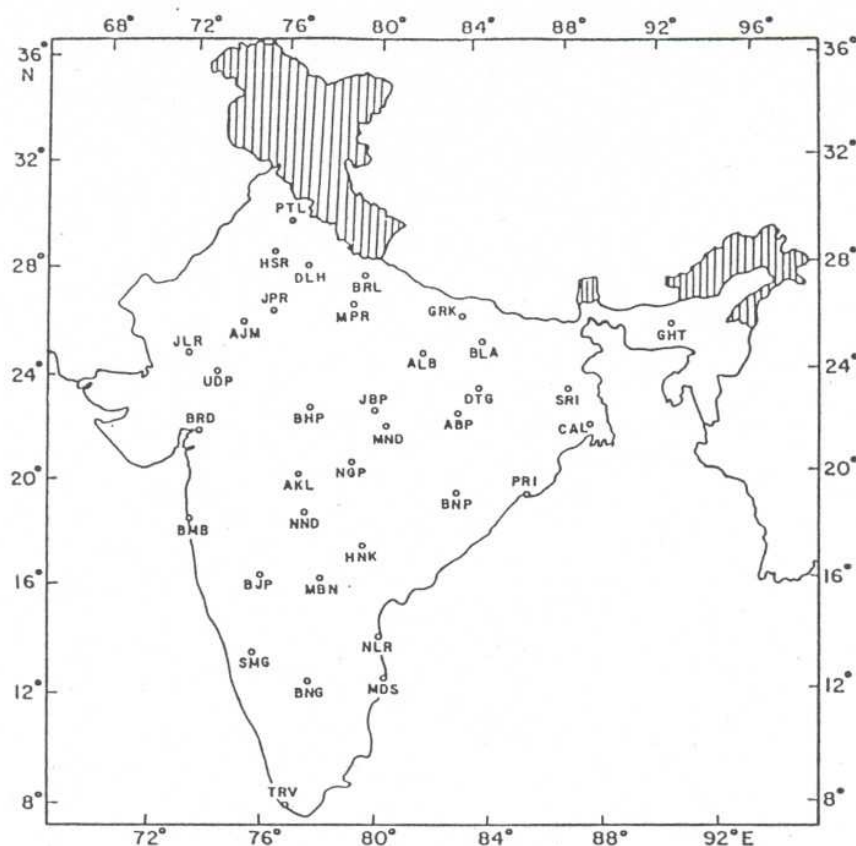 68° 72° 76° 80° 84° 88° 92° 96°
36° 36°
N
32° 32°
PTL
28° HSR DLH BRL 28°
JPR MPR GRK
AJM GHT
JLR BLA
ALB
24° UDP 24°
JBP DTG SRI
BRD BHP ABP CAL
MND
20° NGP 20°
AKL PRI
BNP
NND
BMB
HNK
16° BJP MBN 16°
NLR
SMG
12° BNG MDS 12°
TRV
8° 8°
72° 76° 80° 84° 88° 92°E